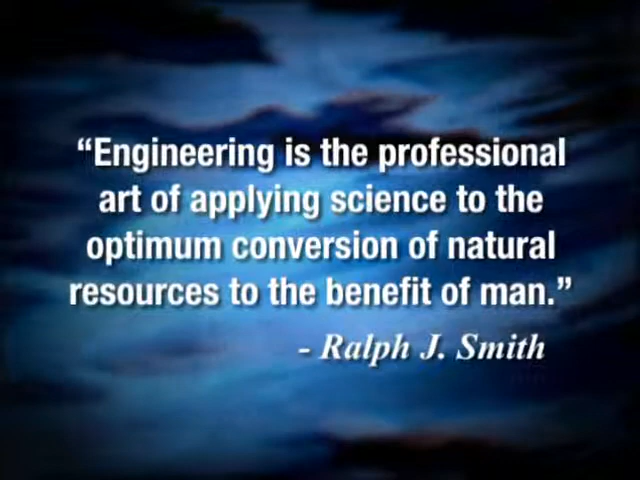 “Engineering is the professional
art of applying science to the
optimum conversion of natural
resources to the benefit of man.”
- Ralph J. Smith